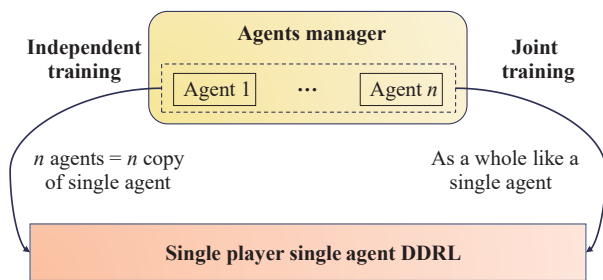 Agents manager
Independent
training
Joint
training
Agent 1 ··· Agent n
n agents = n copy
of single agent
As a whole like a
single agent
Single player single agent DDRL